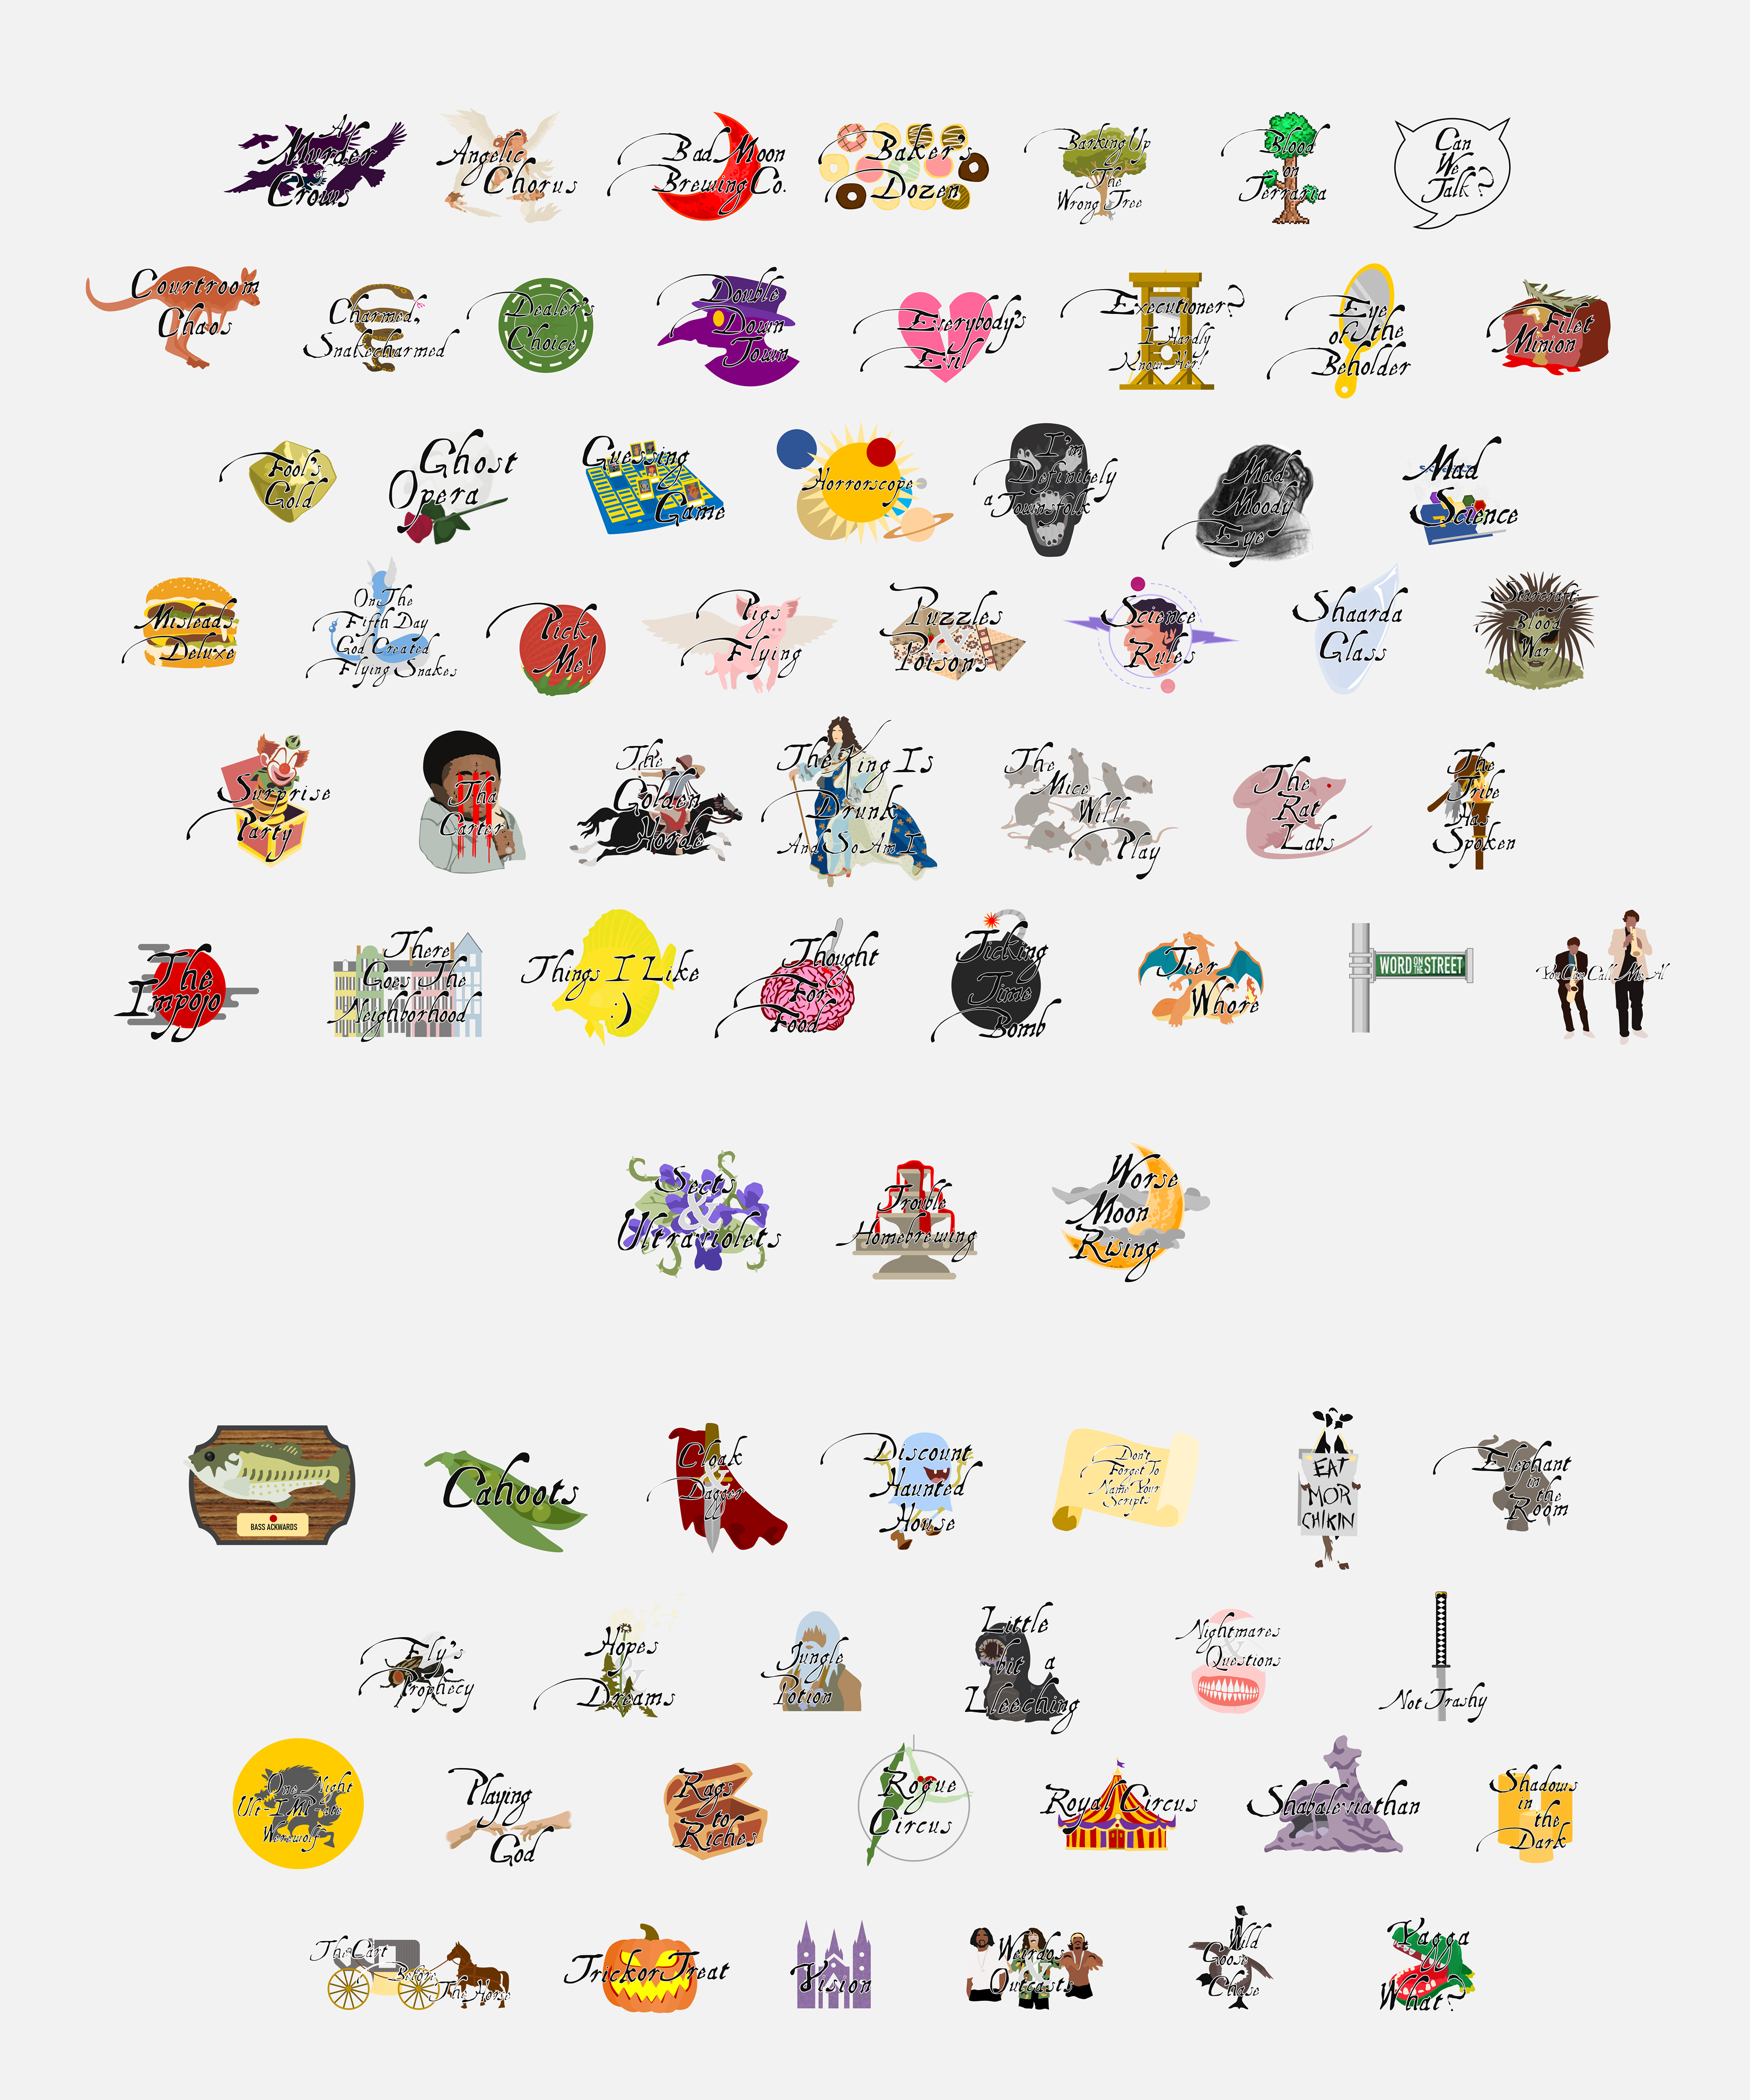 A
Murder
of
Crows
Angelic
Chorus
Bad Moon
Brewing Co.
Baker's
Dozen
Barking Up
The
Wrong Tree
Blood
on
Terraria
Can
We
Talk?
Courtroom
Chaos
Charmed,
Snakecharmed
Dealer's
Choice
Double
Down
Town
Everybody's
Evil
Executioner?
I Hardly
Know Her!
Eye
of the
Beholder
Filet
Minion
Fool's
Gold
Ghost
Opera
Guessing
Game
Horrorscope
I'm
Definitely
a Townsfolk
Mad
Moody
Eye
Mad
Science
Misleads
Deluxe
On The
Fifth Day
God Created
Flying Snakes
Pick
Me!
Pigs
Flying
Puzzles
&
Poisons
Science
Rules
Shaarda
Glass
Starcraft
Blood
War
Surprise
Party
Tha
Carter
The
Golden
Horde
The King Is
Drunk
And So Am I
The
Mice
Will
Play
The
Rat
Labs
The
Tribe
Has
Spoken
The
Impojo
There
Goes The
Neighborhood
Things I Like
:)
Thought
For
Food
Ticking
Time
Bomb
Tier
Whore
WORD ON THE STREET
You Can Call Me Al
Sects
&
Ultraviolets
Trouble
Homebrewing
Worse
Moon
Rising
BASS ACKWARDS
Cahoots
Cloak
&
Dagger
Discount
Haunted
House
Don't
Forget To
Name Your
Scripts
EAT
MOR
CHIKIN
Elephant
in
the
Room
Fly's
Prophecy
Hopes
&
Dreams
Jungle
Potion
Little
bit a
Lleeching
Nightmares
&
Questions
Not Trashy
One Night
Ult-IMP-ate
Werewolf
Playing
God
Rags
to
Riches
Rogue
Circus
Royal Circus
Shabaleviathan
Shadows
in
the
Dark
The Cart
Before
The Horse
Trick or Treat
Vision
Weirdos
Outcasts
Wild
Goose
Chase
Yagga
What?